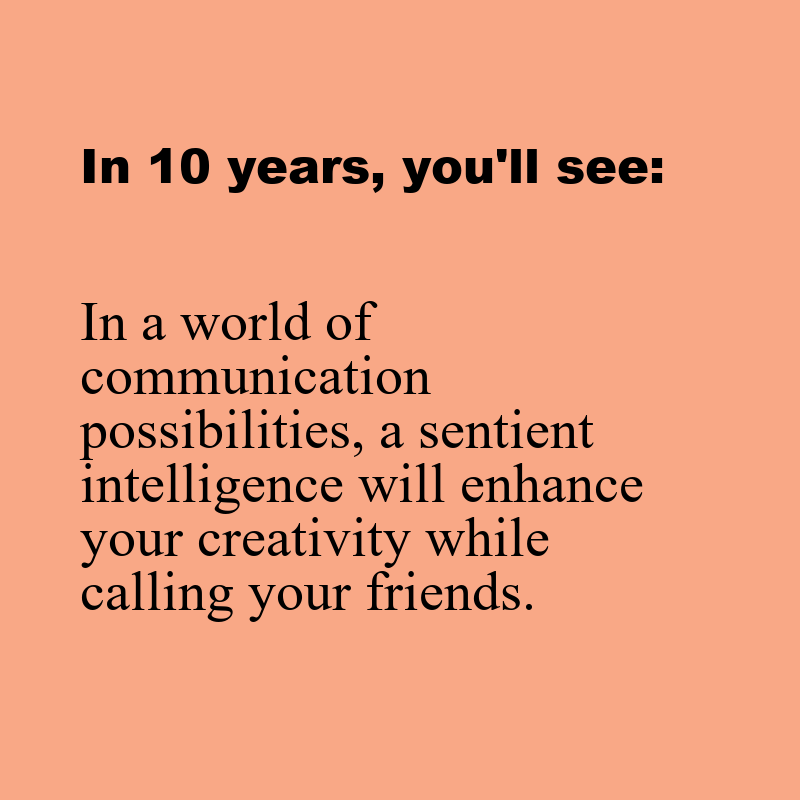 In 10 years, you'll see:
In a world of
communication
possibilities, a sentient
intelligence will enhance
your creativity while
calling your friends.